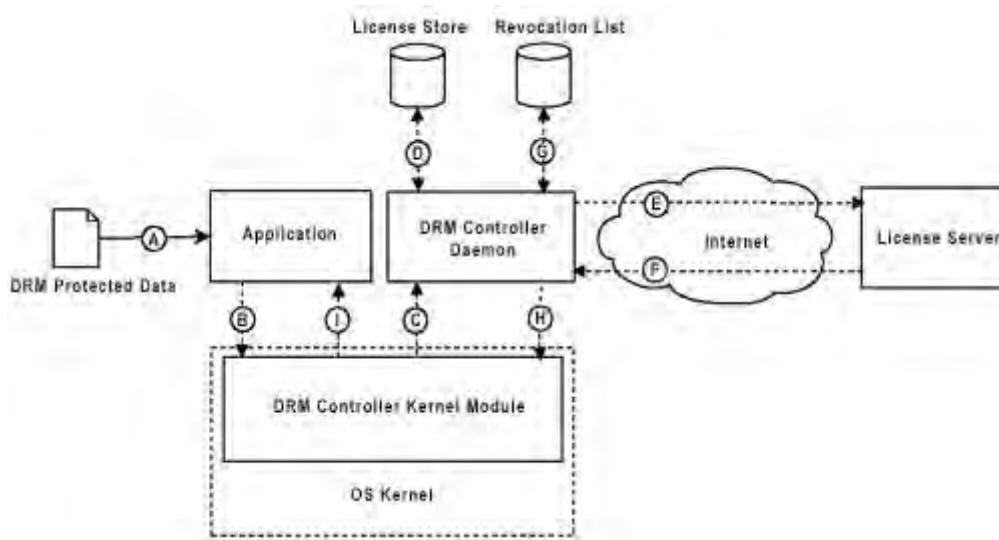 License Store
Revocation List
D
G
A
DRM Protected Data
Application
DRM Controller
Daemon
E
F
Internet
License Server
B
I
C
H
DRM Controller Kernel Module
OS Kernel